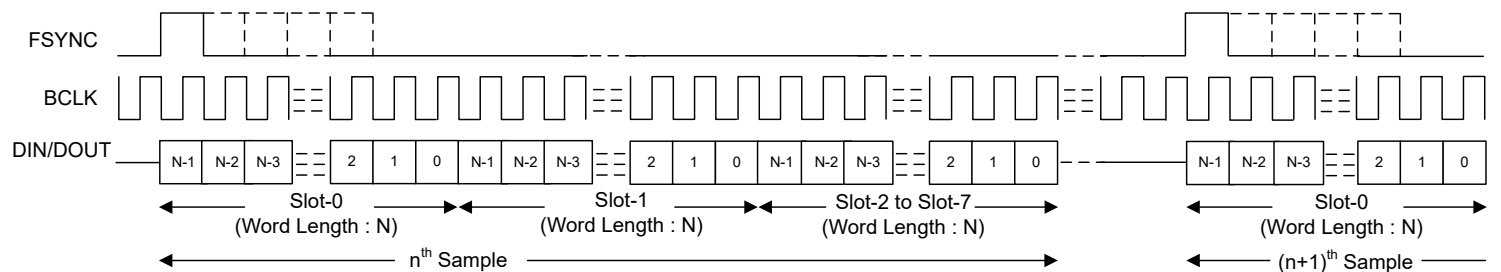 FSYNC
BCLK
DIN/DOUT
N-1 N-2 N-3 2 1 0 N-1 N-2 N-3 2 1 0 N-1 N-2 N-3 2 1 0 N-1 N-2 N-3 2 1 0
Slot-0 Slot-1 Slot-2 to Slot-7 Slot-0
(Word Length : N) (Word Length : N) (Word Length : N) (Word Length : N)
nth Sample (n+1)th Sample